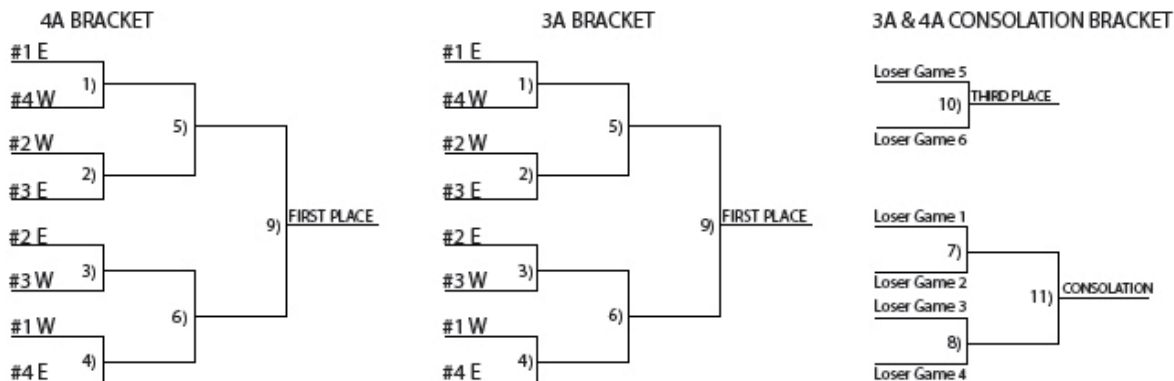 4A BRACKET
#1 E
1)
#4 W
5)
#2 W
2)
#3 E
9) FIRST PLACE
#2 E
3)
#3 W
6)
#1 W
4)
#4 E
3A BRACKET
#1 E
1)
#4 W
5)
#2 W
2)
#3 E
9) FIRST PLACE
#2 E
3)
#3 W
6)
#1 W
4)
#4 E
3A & 4A CONSOLATION BRACKET
Loser Game 5
10) THIRD PLACE
Loser Game 6
Loser Game 1
7)
Loser Game 2
11) CONSOLATION
Loser Game 3
8)
Loser Game 4